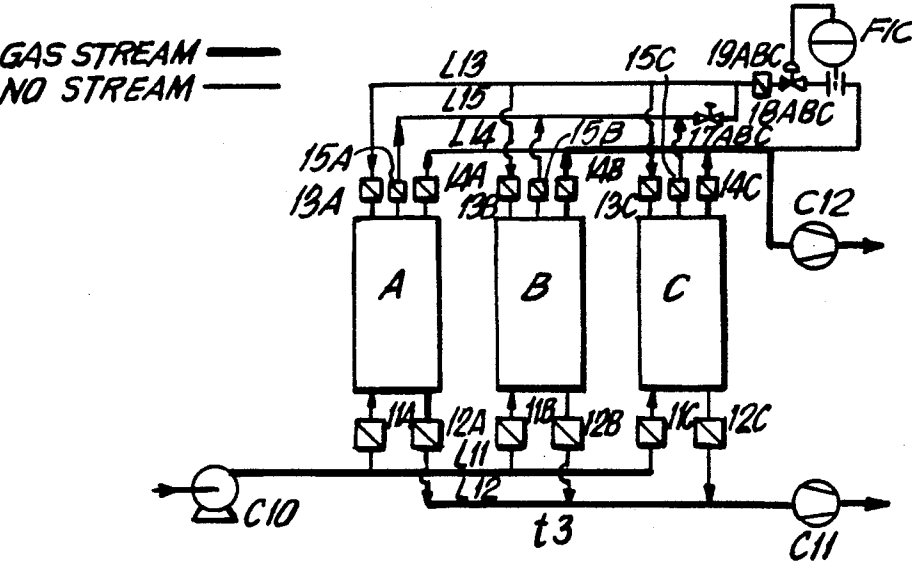 GAS STREAM
NO STREAM
L13
L15
L14
15C
19ABC
FIC
18ABC
17ABC
15A
15B
13A
14A
13B
14B
13C
14C
C12
A
B
C
11A
12A
11B
12B
11C
12C
L11
L12
C10
t3
C11